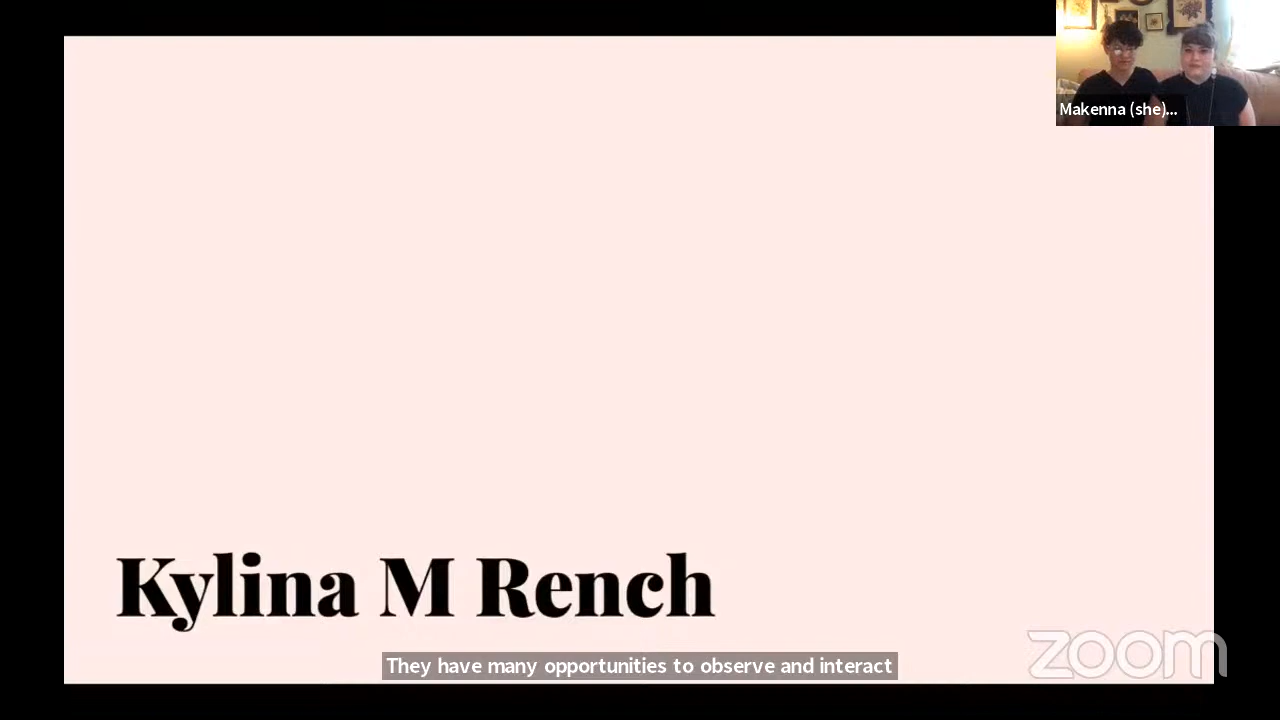 Makenna (she)...
Kylina M Rench
They have many opportunities to observe and interact
zoom